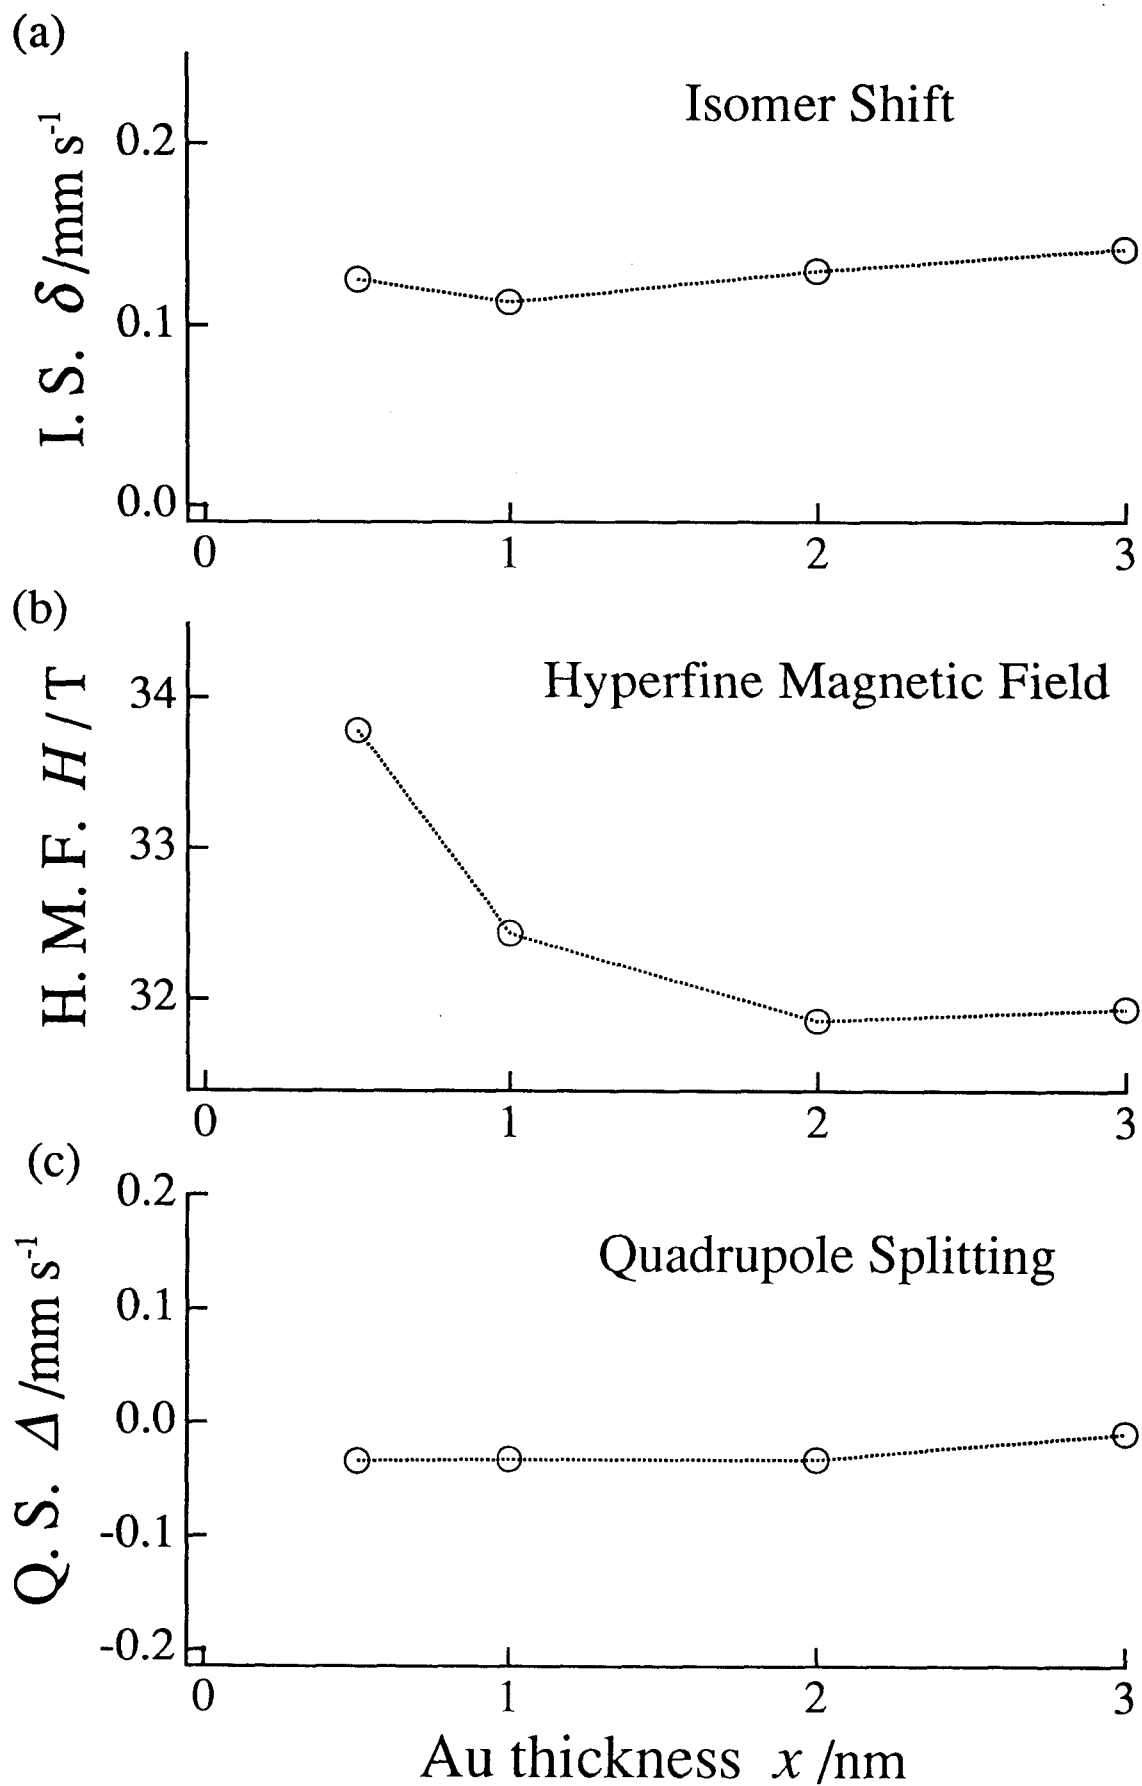 (a)
Isomer Shift
I. S. δ/mm s⁻¹
0.2
0.1
0.0
0 1 2 3
(b)
Hyperfine Magnetic Field
H. M. F. H/T
34
33
32
0 1 2 3
(c)
Quadrupole Splitting
Q. S. Δ/mm s⁻¹
0.2
0.1
0.0
-0.1
-0.2
0 1 2 3
Au thickness x/nm